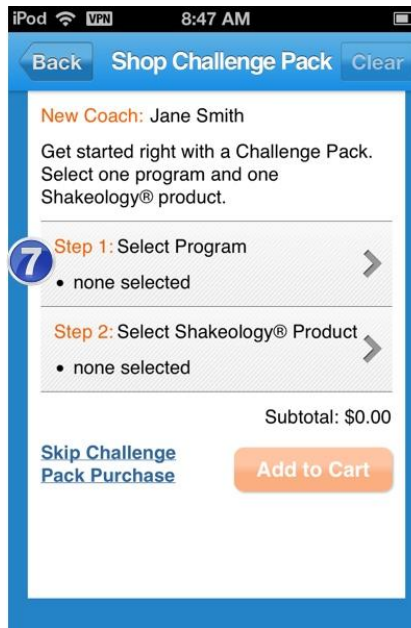 iPod VPN 8:47 AM
Back Shop Challenge Pack Clear
New Coach: Jane Smith
Get started right with a Challenge Pack.
Select one program and one
Shakeology® product.
7
Step 1: Select Program
• none selected
Step 2: Select Shakeology® Product
• none selected
Subtotal: $0.00
Skip Challenge
Pack Purchase
Add to Cart